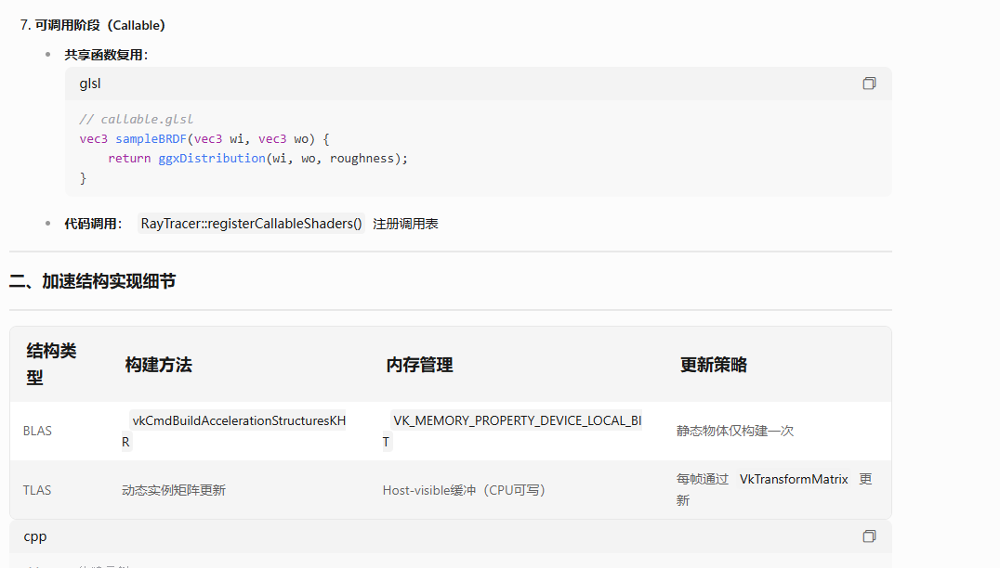 7. 可调用阶段（Callable）
共享函数复用：
glsl
// callable.glsl
vec3 sampleBRDF(vec3 wi, vec3 wo) {
return ggxDistribution(wi, wo, roughness);
}
代码调用： RayTracer::registerCallableShaders() 注册调用表
二、加速结构实现细节
结构类
型
构建方法
内存管理
更新策略
BLAS
vkCmdBuildAccelerationStructuresKH
R
VK_MEMORY_PROPERTY_DEVICE_LOCAL_BI
T
静态物体仅构建一次
TLAS
动态实例矩阵更新
Host-visible缓冲（CPU可写）
每帧通过 VkTransformMatrix 更
新
cpp